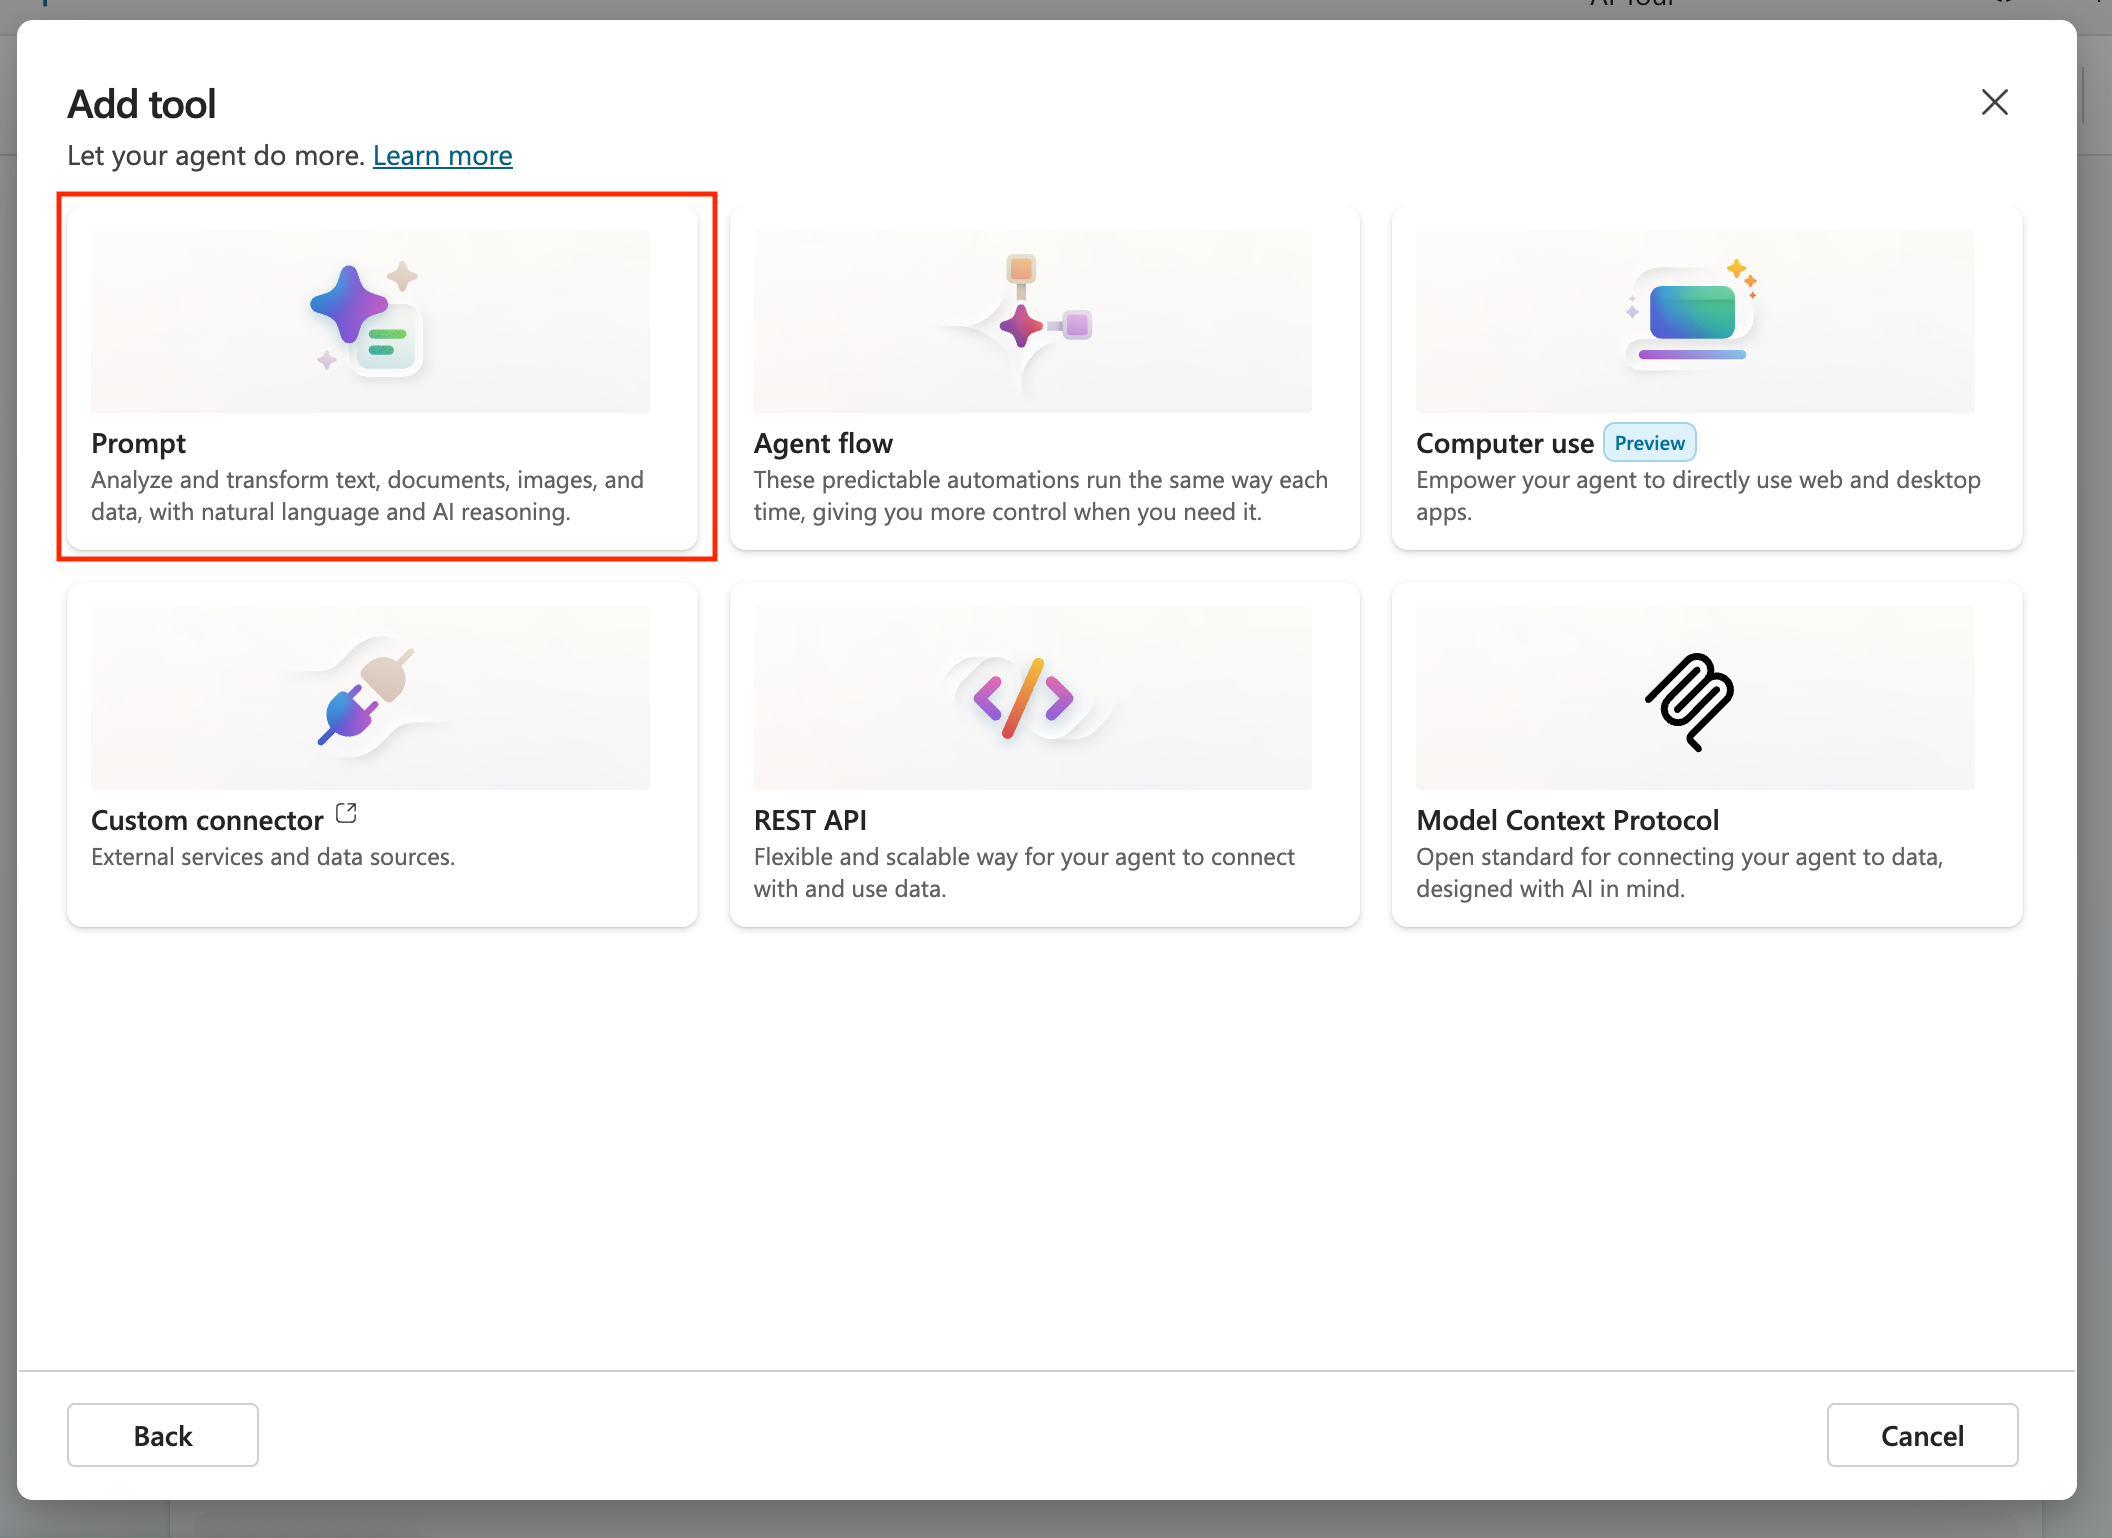 Add tool
Let your agent do more. Learn more
Prompt
Analyze and transform text, documents, images, and
data, with natural language and AI reasoning.
Agent flow
These predictable automations run the same way each
time, giving you more control when you need it.
Computer use Preview
Empower your agent to directly use web and desktop
apps.
Custom connector
External services and data sources.
REST API
Flexible and scalable way for your agent to connect
with and use data.
Model Context Protocol
Open standard for connecting your agent to data,
designed with AI in mind.
Back
Cancel